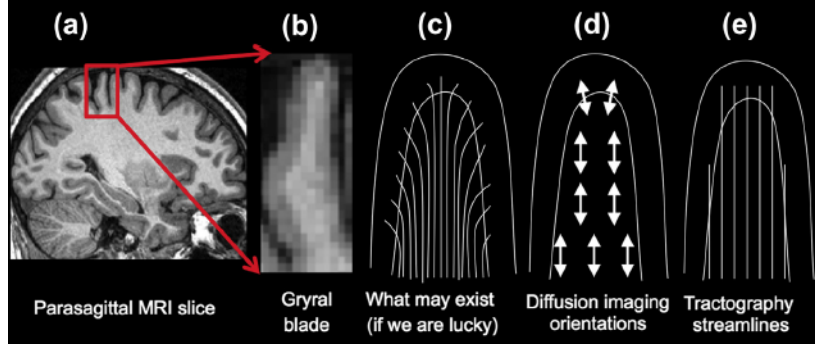 (a)
(b)
(c)
(d)
(e)
Parasagittal MRI slice
Gryral
blade
What may exist
(if we are lucky)
Diffusion imaging
orientations
Tractography
streamlines